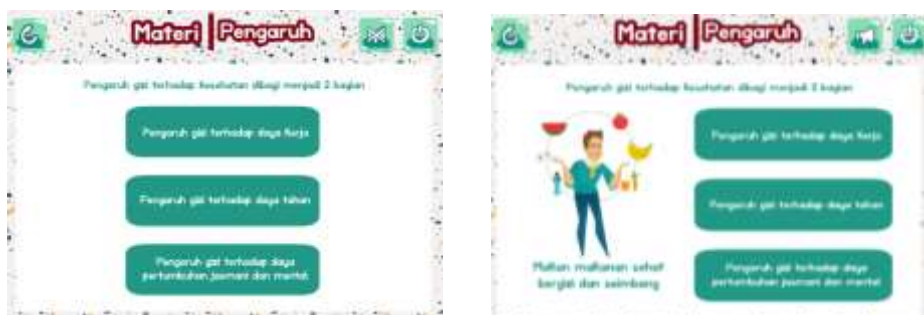 Materi Pengaruh
Pengaruh gizi terhadap kesehatan dibagi menjadi 2 bagian
Pengaruh gizi terhadap daya kerja
Pengaruh gizi terhadap daya tahan
Pengaruh gizi terhadap daya
pertumbuhan jasmani dan mental
Materi Pengaruh
Pengaruh gizi terhadap kesehatan dibagi menjadi bagian
Pengaruh gizi terhadap daya kerja
Pengaruh gizi terhadap daya tahan
Pengaruh gizi terhadap daya
pertumbuhan jasmani dan mental
Makan makanan sehat
bergizi dan seimbang